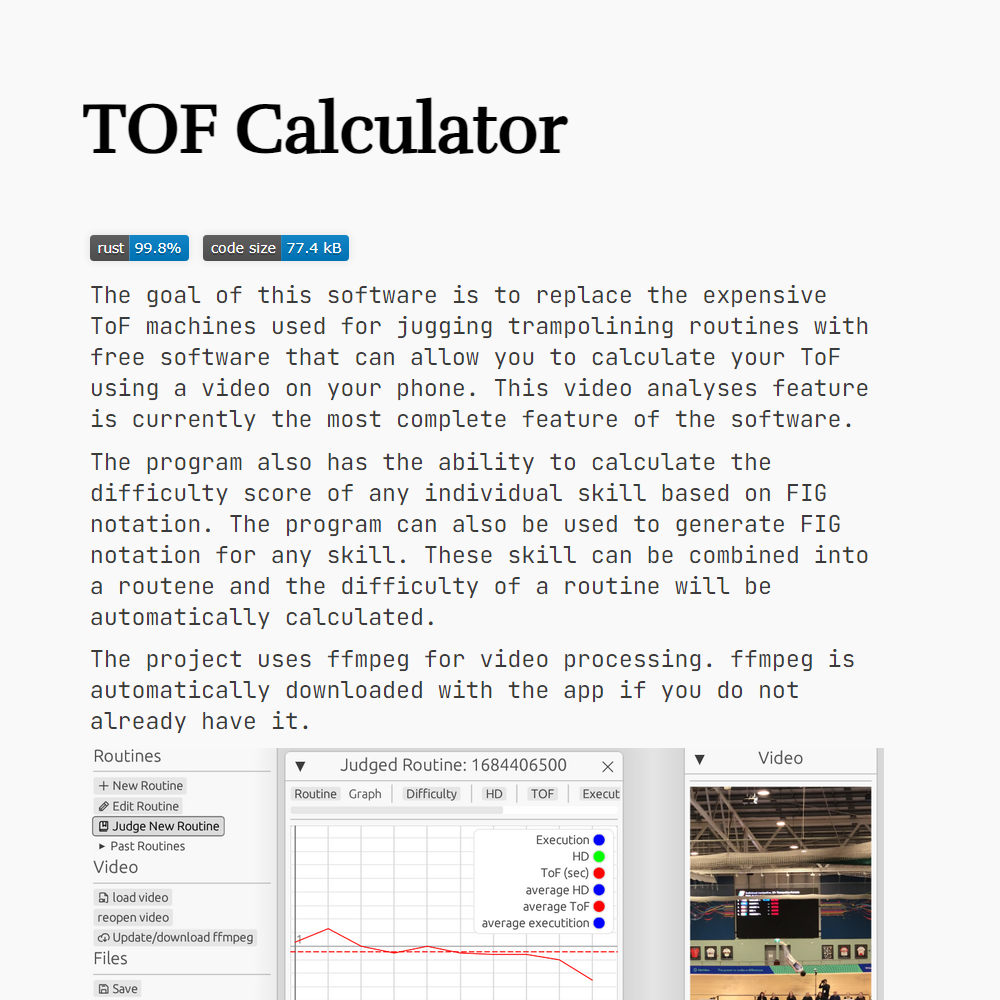 TOF Calculator
rust 99.8% code size 77.4 kB
The goal of this software is to replace the expensive
ToF machines used for jugging trampolining routines with
free software that can allow you to calculate your ToF
using a video on your phone. This video analyses feature
is currently the most complete feature of the software.
The program also has the ability to calculate the
difficulty score of any individual skill based on FIG
notation. The program can also be used to generate FIG
notation for any skill. These skill can be combined into
a routene and the difficulty of a routine will be
automatically calculated.
The project uses ffmpeg for video processing. ffmpeg is
automatically downloaded with the app if you do not
already have it.
Routines
+ New Routine
Edit Routine
Judge New Routine
Past Routines
Video
load video
reopen video
Update/download ffmpeg
Files
Save
Judged Routine: 1684406500
Routine Graph Difficulty HD TOF Execut
Execution
HD
ToF (sec)
average HD
average ToF
average executition
1
Video